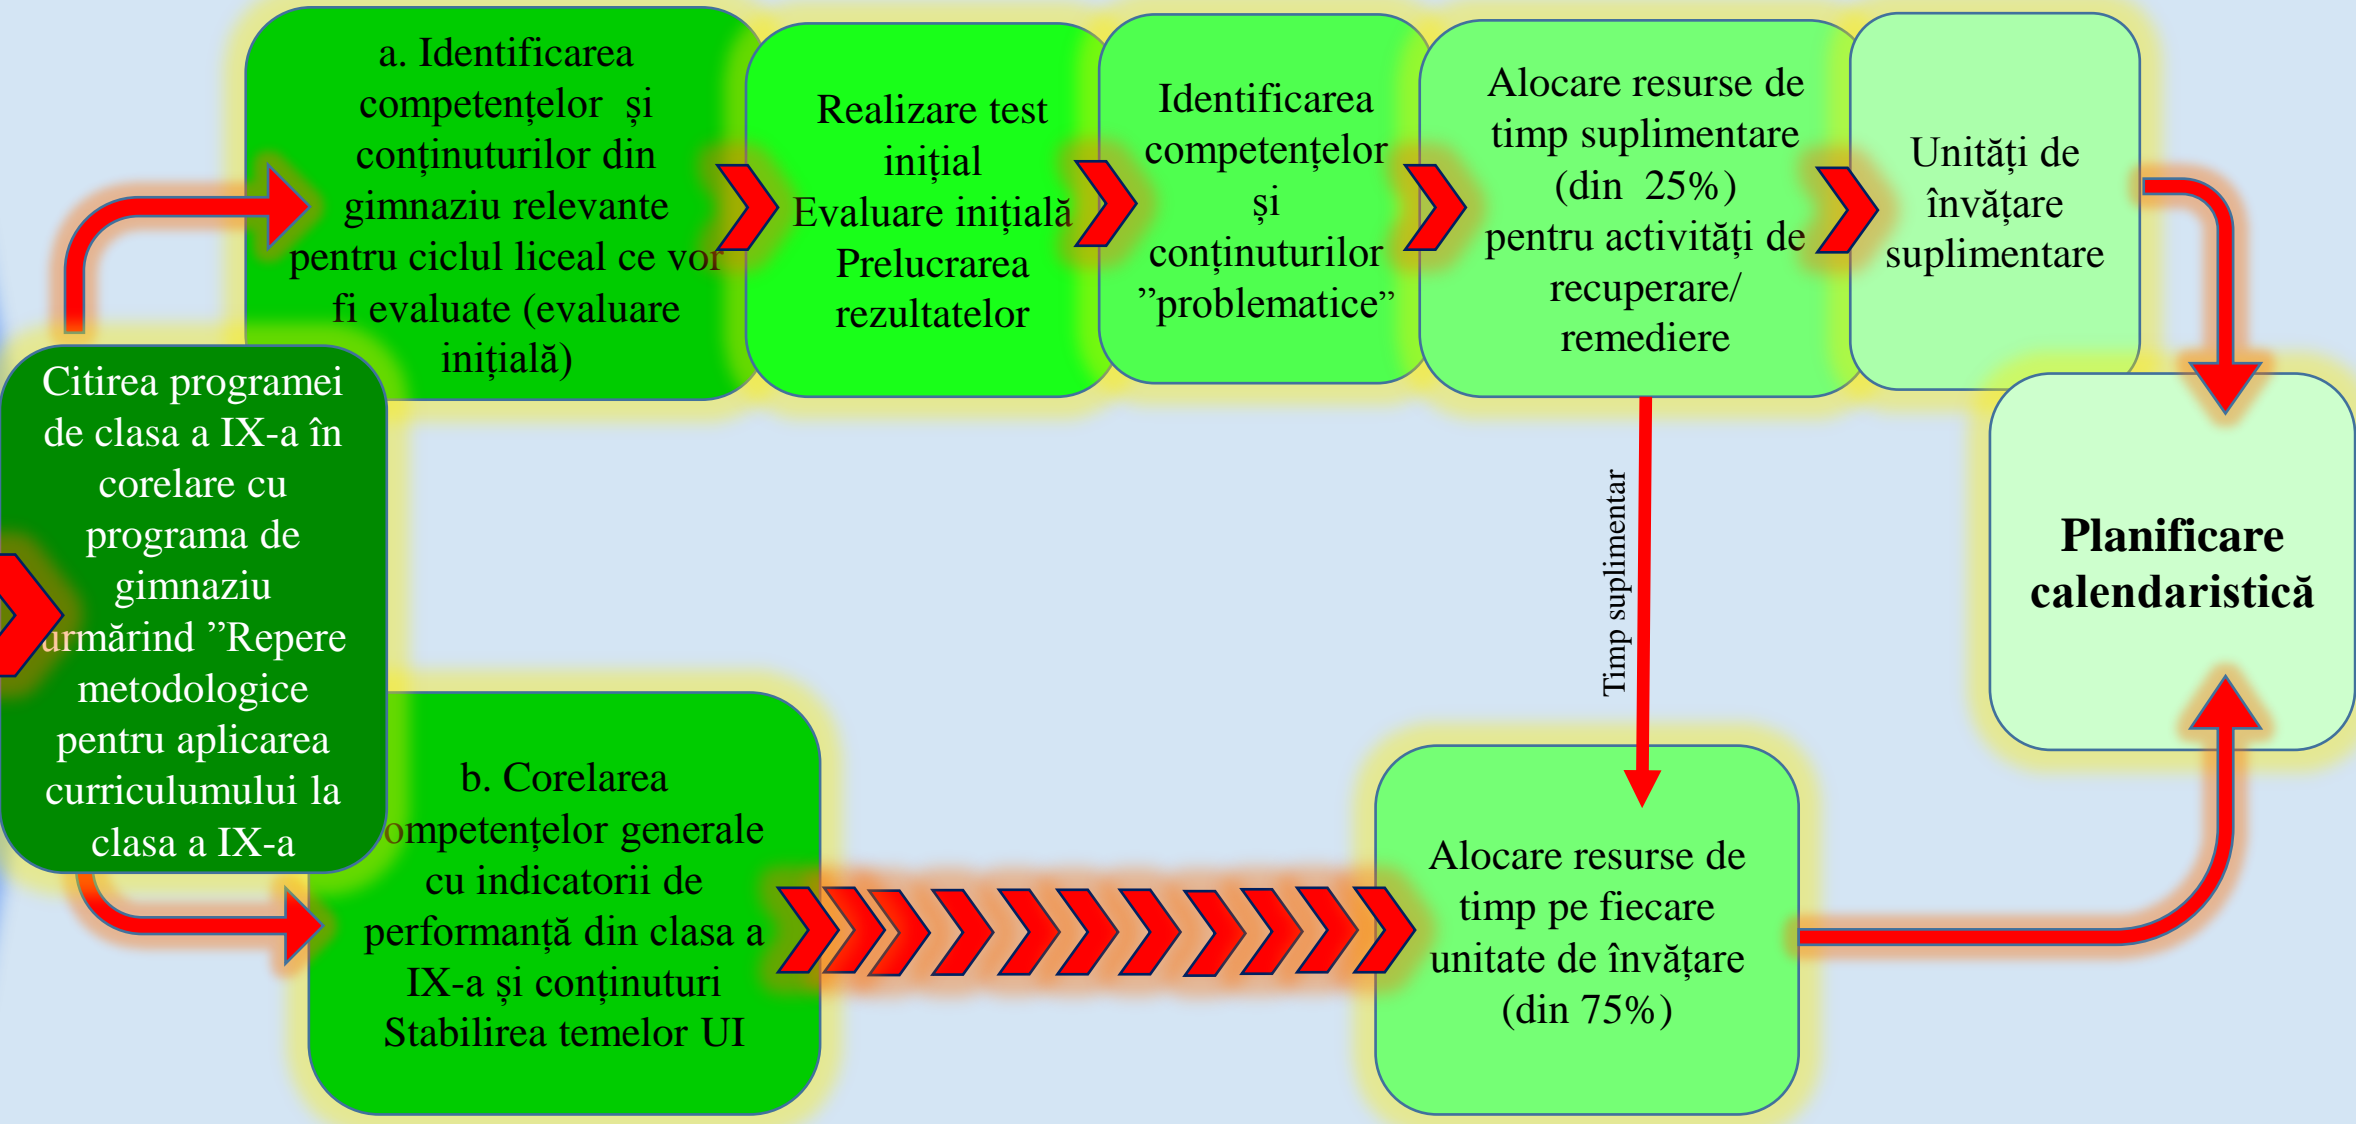 a. Identificarea
competențelor și
conținuturilor din
gimnaziu relevante
pentru ciclul liceal ce vor
fi evaluate (evaluare
inițială)
Realizare test
inițial
Evaluare inițială
Prelucrarea
rezultatelor
Identificarea
competențelor
și
conținuturilor
”problematice”
Alocare resurse de
timp suplimentare
(din 25%)
pentru activități de
recuperare/
remediere
Unități de
învățare
suplimentare
Citirea programei
de clasa a IX-a în
corelare cu
programa de
gimnaziu
urmărind ”Repere
metodologice
pentru aplicarea
curriculumului la
clasa a IX-a
Timp suplimentar
Planificare
calendaristică
b. Corelarea
ompetențelor generale
cu indicatorii de
performanță din clasa a
IX-a și conținuturi
Stabilirea temelor UI
Alocare resurse de
timp pe fiecare
unitate de învățare
(din 75%)